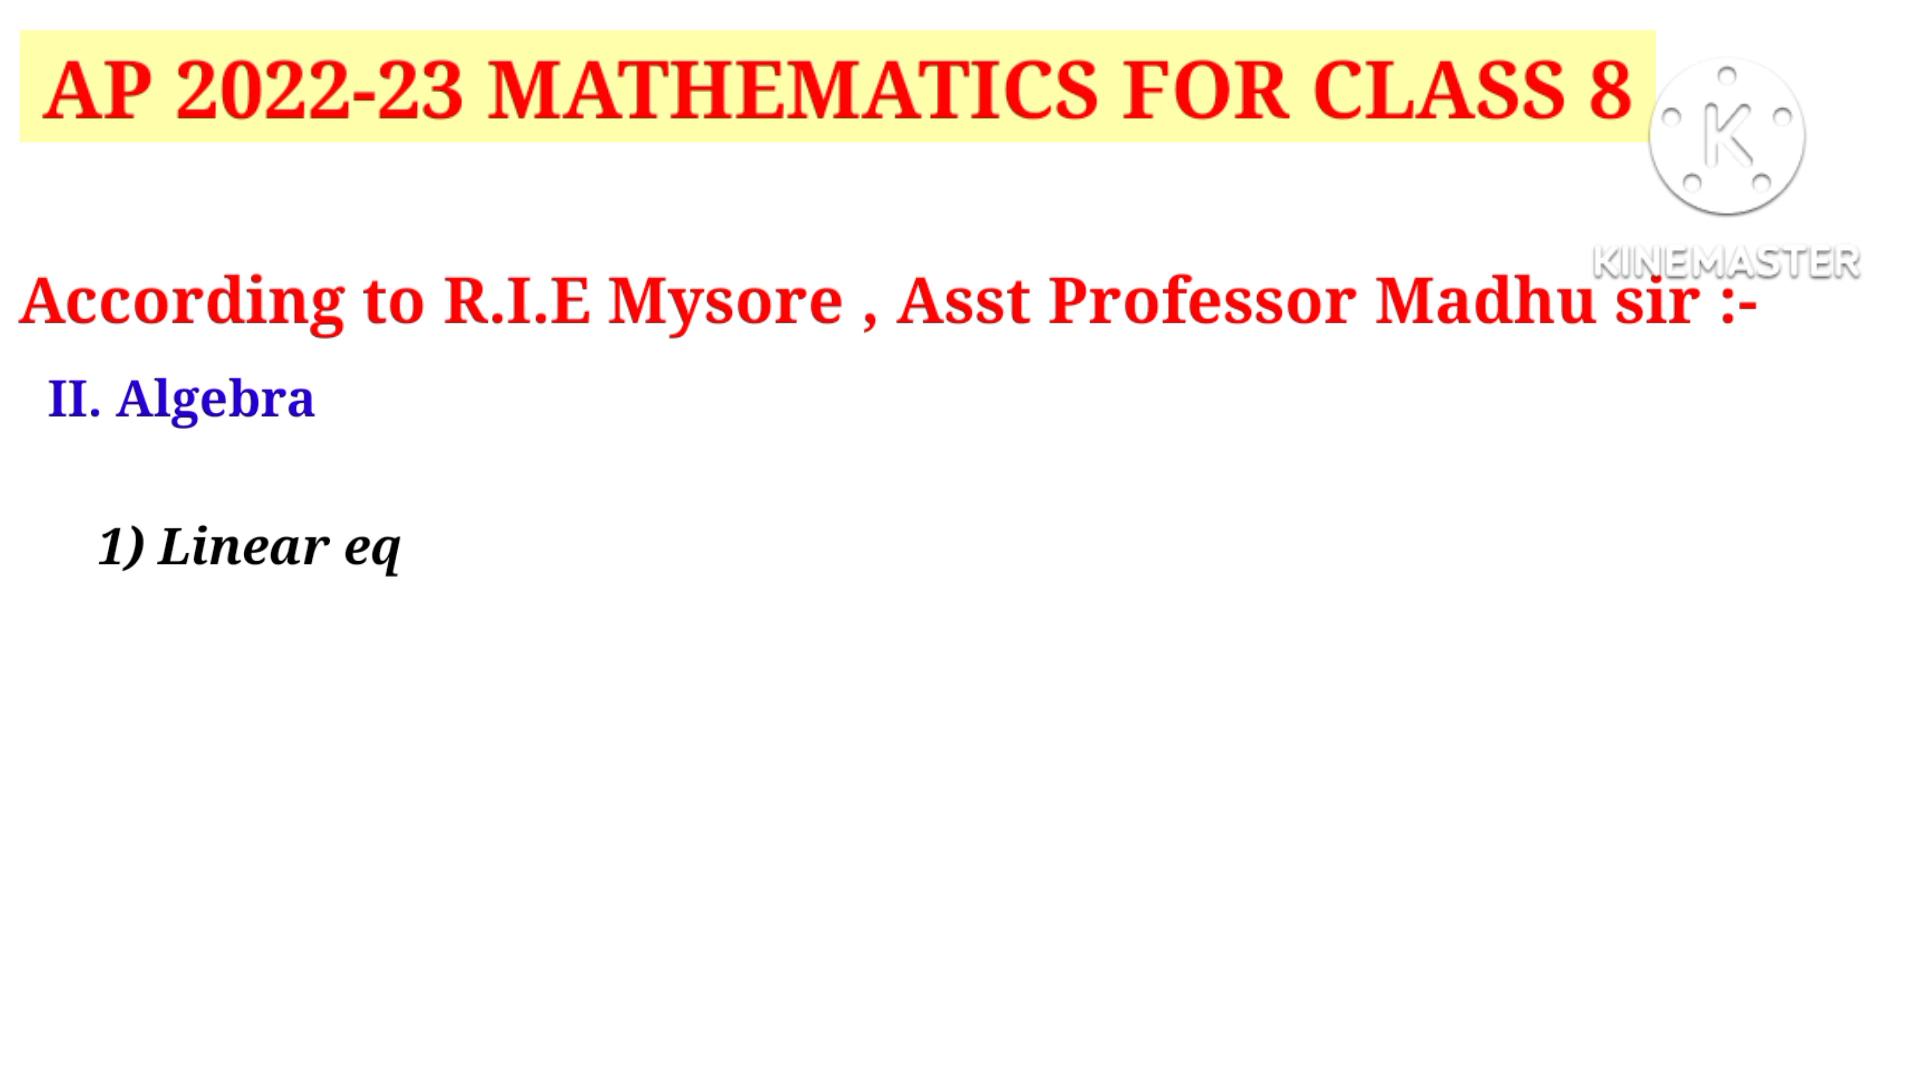 AP 2022-23 MATHEMATICS FOR CLASS 8
K
KINEMASTER
According to R.I.E Mysore , Asst Professor Madhu sir :-
II. Algebra
1) Linear eq